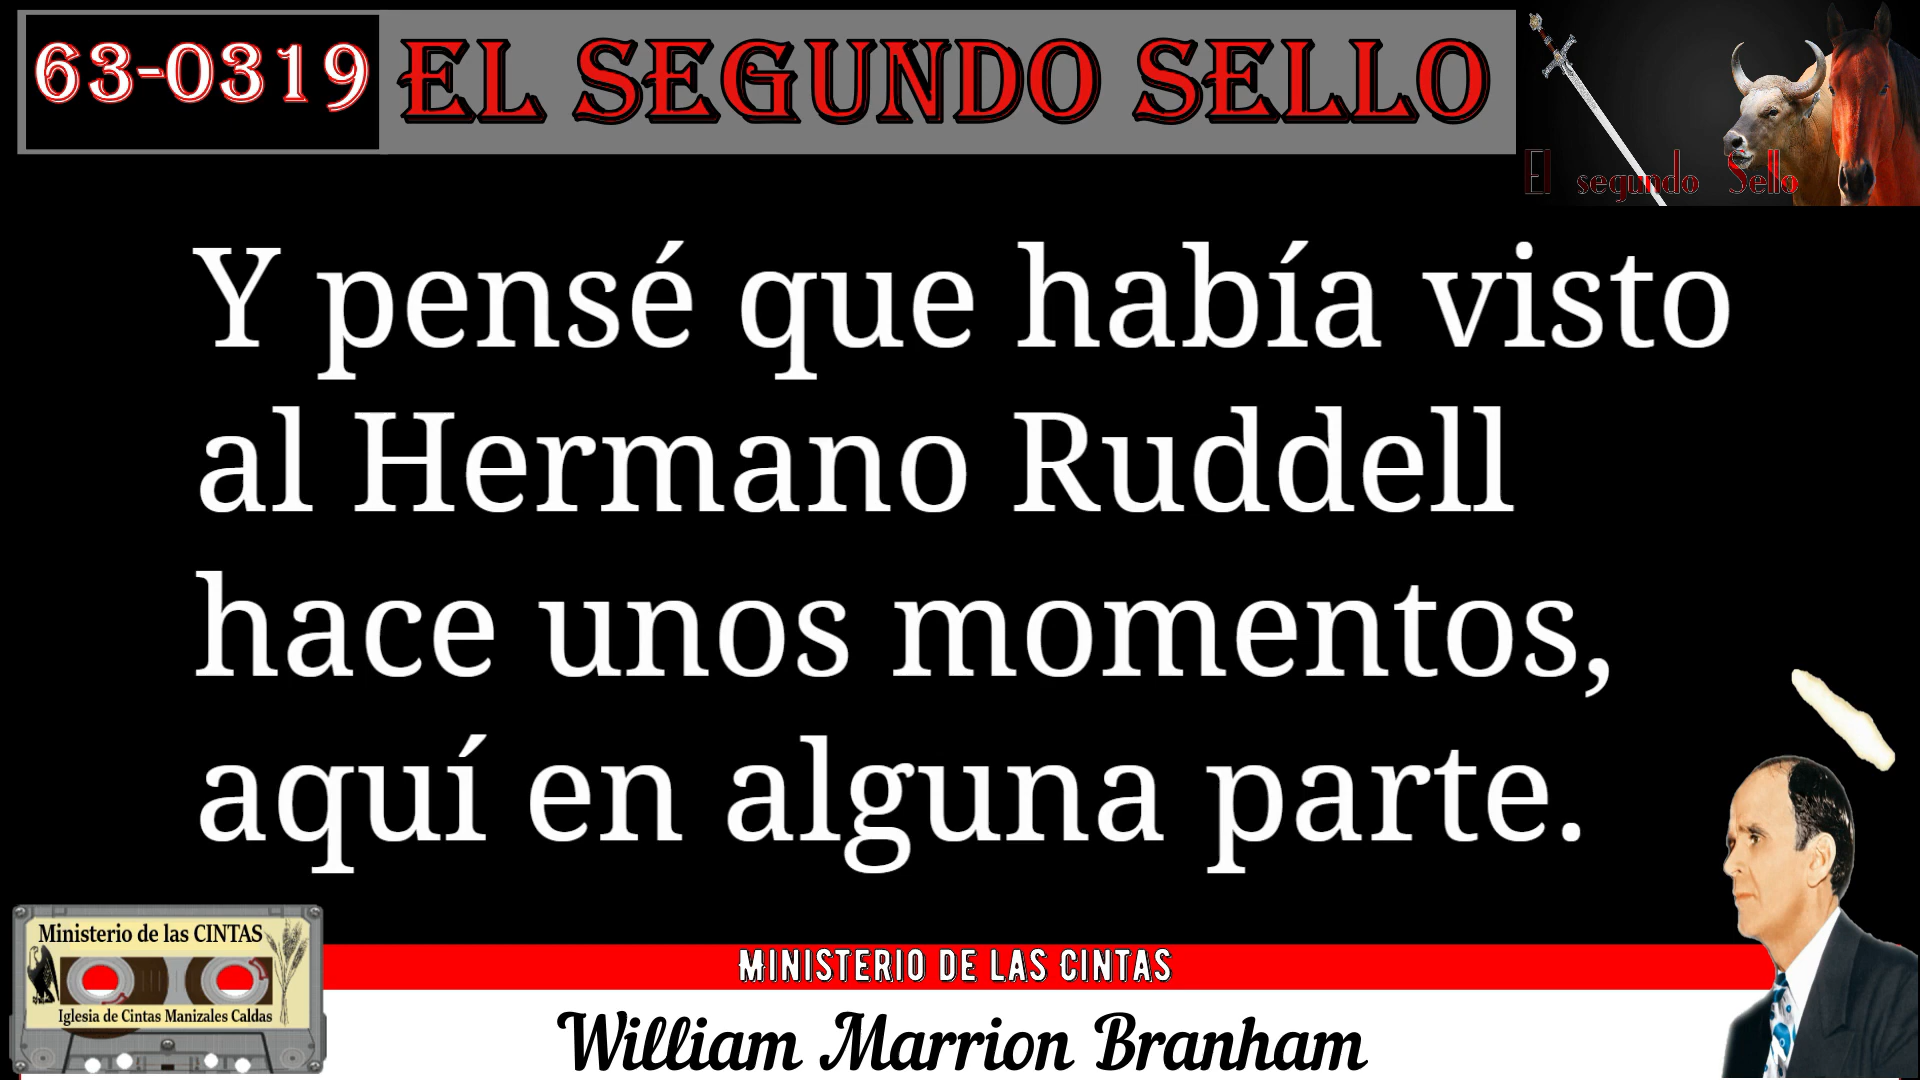 63-0319
EL SEGUNDO SELLO
El segundo Sello
Y pensé que había visto
al Hermano Ruddell
hace unos momentos,
aquí en alguna parte.
Ministerio de las CINTAS
Iglesia de Cintas Manizales Caldas
MINISTERIO DE LAS CINTAS
William Marrion Branham